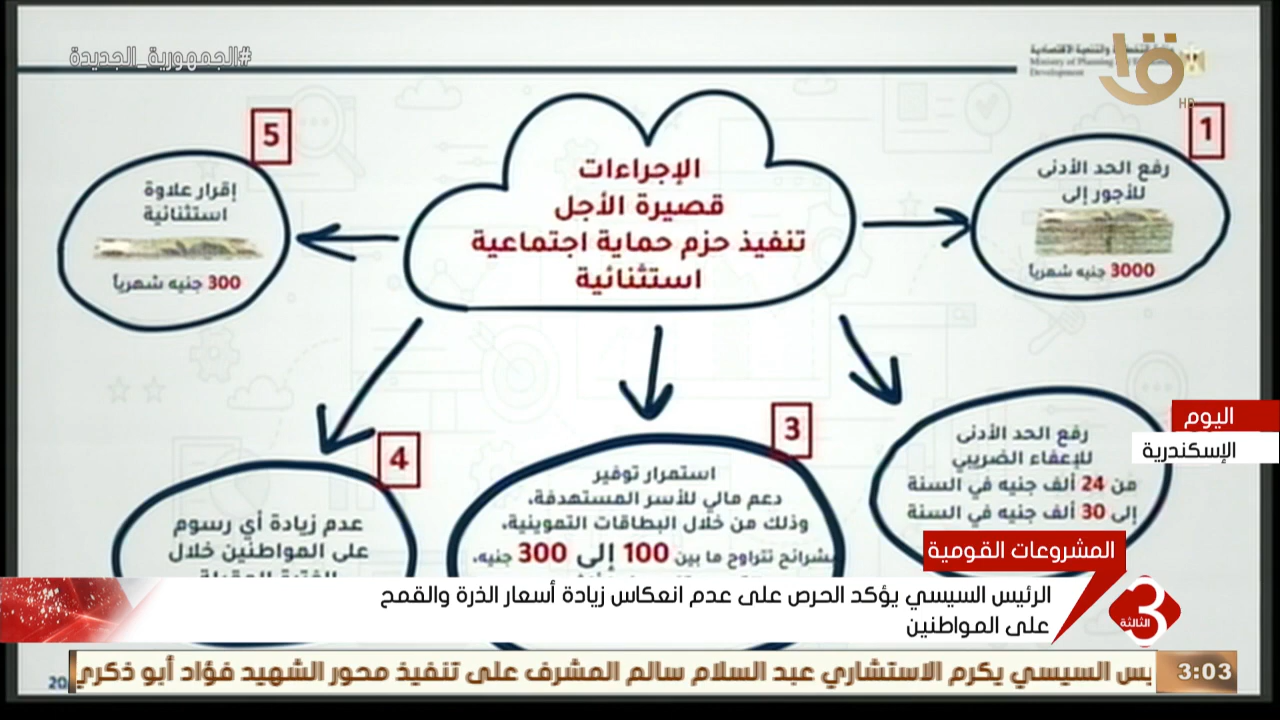 #الجمهورية_الجديدة
Ministry of Planning
Development
HD
الإجراءات
قصيرة الأجل
تنفيذ حزم حماية اجتماعية
استثنائية
1
رفع الحد الأدنى
للأجور إلى
3000 جنيه شهرياً
رفع الحد الأدنى
للإعفاء الضريبي
من 24 ألف جنيه في السنة
إلى 30 ألف جنيه في السنة
3
استمرار توفير
دعم مالي للأسر المستهدفة،
وذلك من خلال البطاقات التموينية،
بشرائح تتراوح ما بين 100 إلى 300 جنيه،
4
عدم زيادة أي رسوم
على المواطنين خلال
5
إقرار علاوة
استثنائية
300 جنيه شهرياً
اليوم
الإسكندرية
المشروعات القومية
الرئيس السيسي يؤكد الحرص على عدم انعكاس زيادة أسعار الذرة والقمح
على المواطنين
3
الثالثة
3:03
يس السيسي يكرم الاستشاري عبد السلام سالم المشرف على تنفيذ محور الشهيد فؤاد أبو ذكري
20